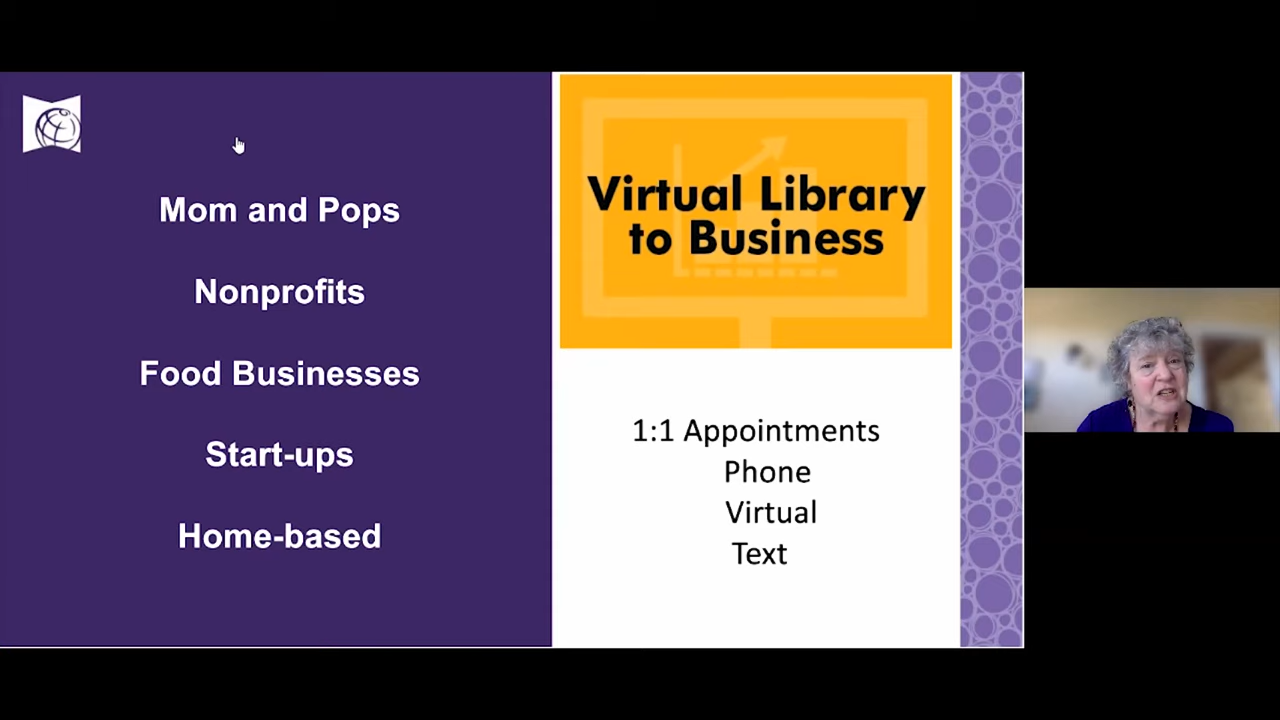 Mom and Pops
Nonprofits
Food Businesses
Start-ups
Home-based
Virtual Library
to Business
1:1 Appointments
Phone
Virtual
Text